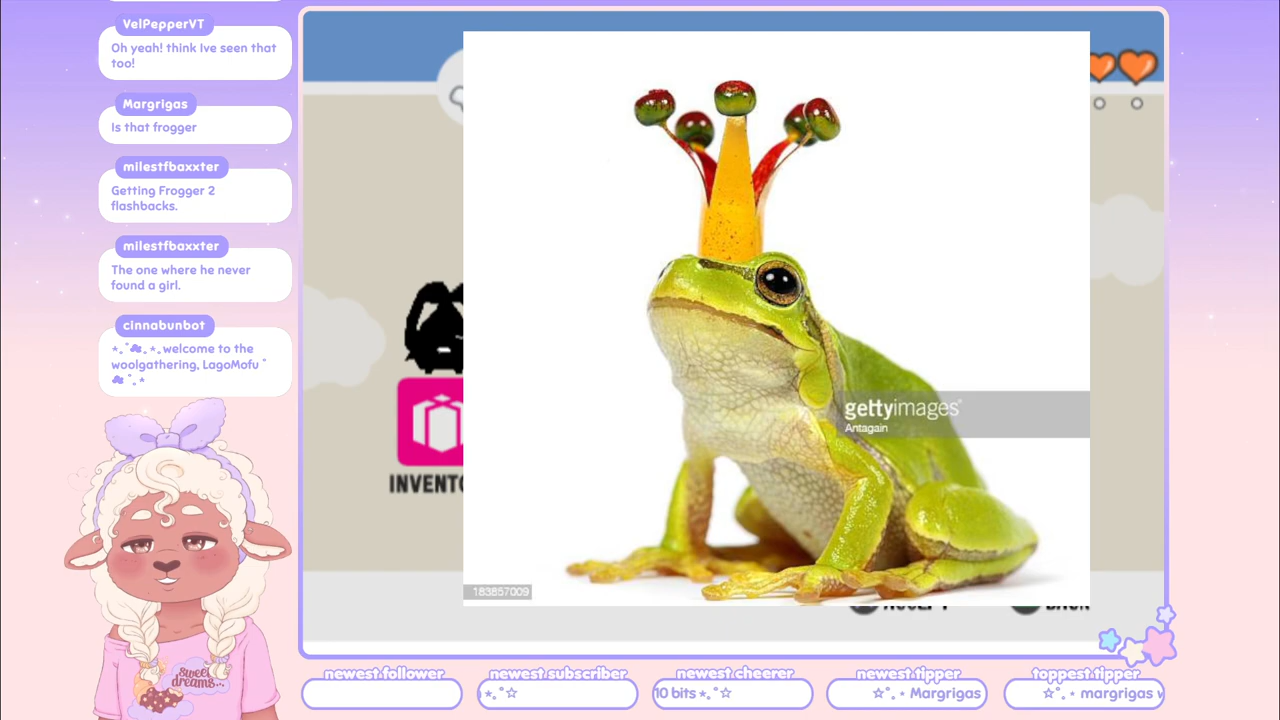 VelPepperVT
Oh yeah! think Ive seen that
too!
Margrigas
Is that frogger
milestfbaxxter
Getting Frogger 2
flashbacks.
milestfbaxxter
The one where he never
found a girl.
cinnabunbot
welcome to the
woolgathering, LagoMofu
INVENTO
gettyimages®
Antagain
183857009
sweet
dreams...
newest follower
newest subscriber
newest cheerer
newest tipper
toppest tipper
10 bits ⋆｡˚☆
☆˚｡⋆ Margrigas
☆˚｡⋆ margrigas